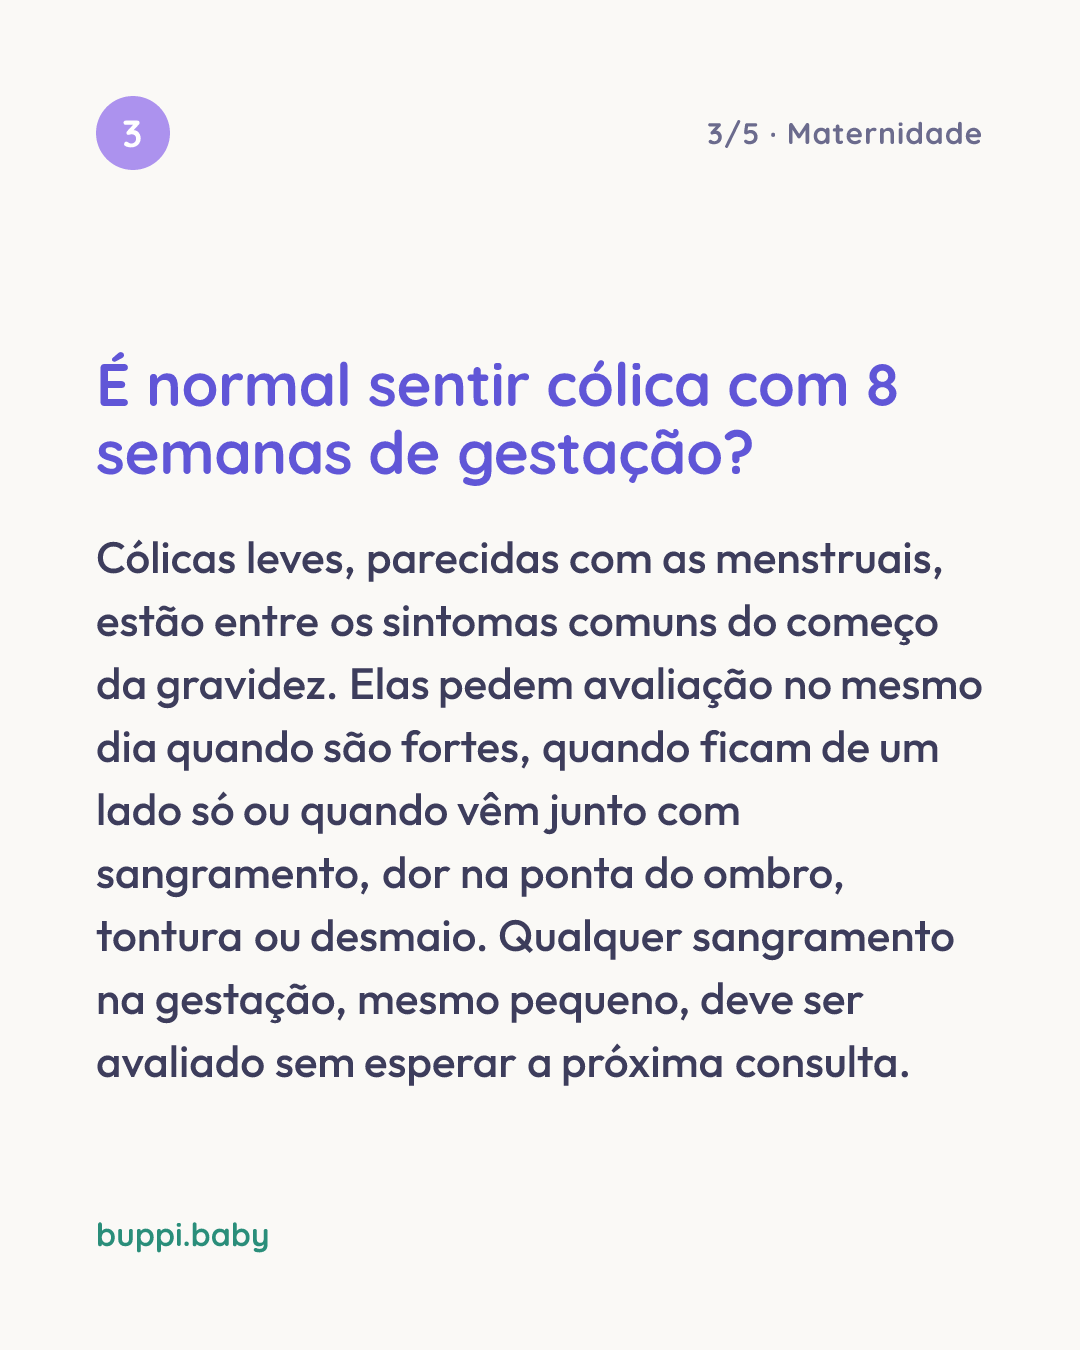 3
3/5 · Maternidade
É normal sentir cólica com 8
semanas de gestação?
Cólicas leves, parecidas com as menstruais,
estão entre os sintomas comuns do começo
da gravidez. Elas pedem avaliação no mesmo
dia quando são fortes, quando ficam de um
lado só ou quando vêm junto com
sangramento, dor na ponta do ombro,
tontura ou desmaio. Qualquer sangramento
na gestação, mesmo pequeno, deve ser
avaliado sem esperar a próxima consulta.
buppi.baby